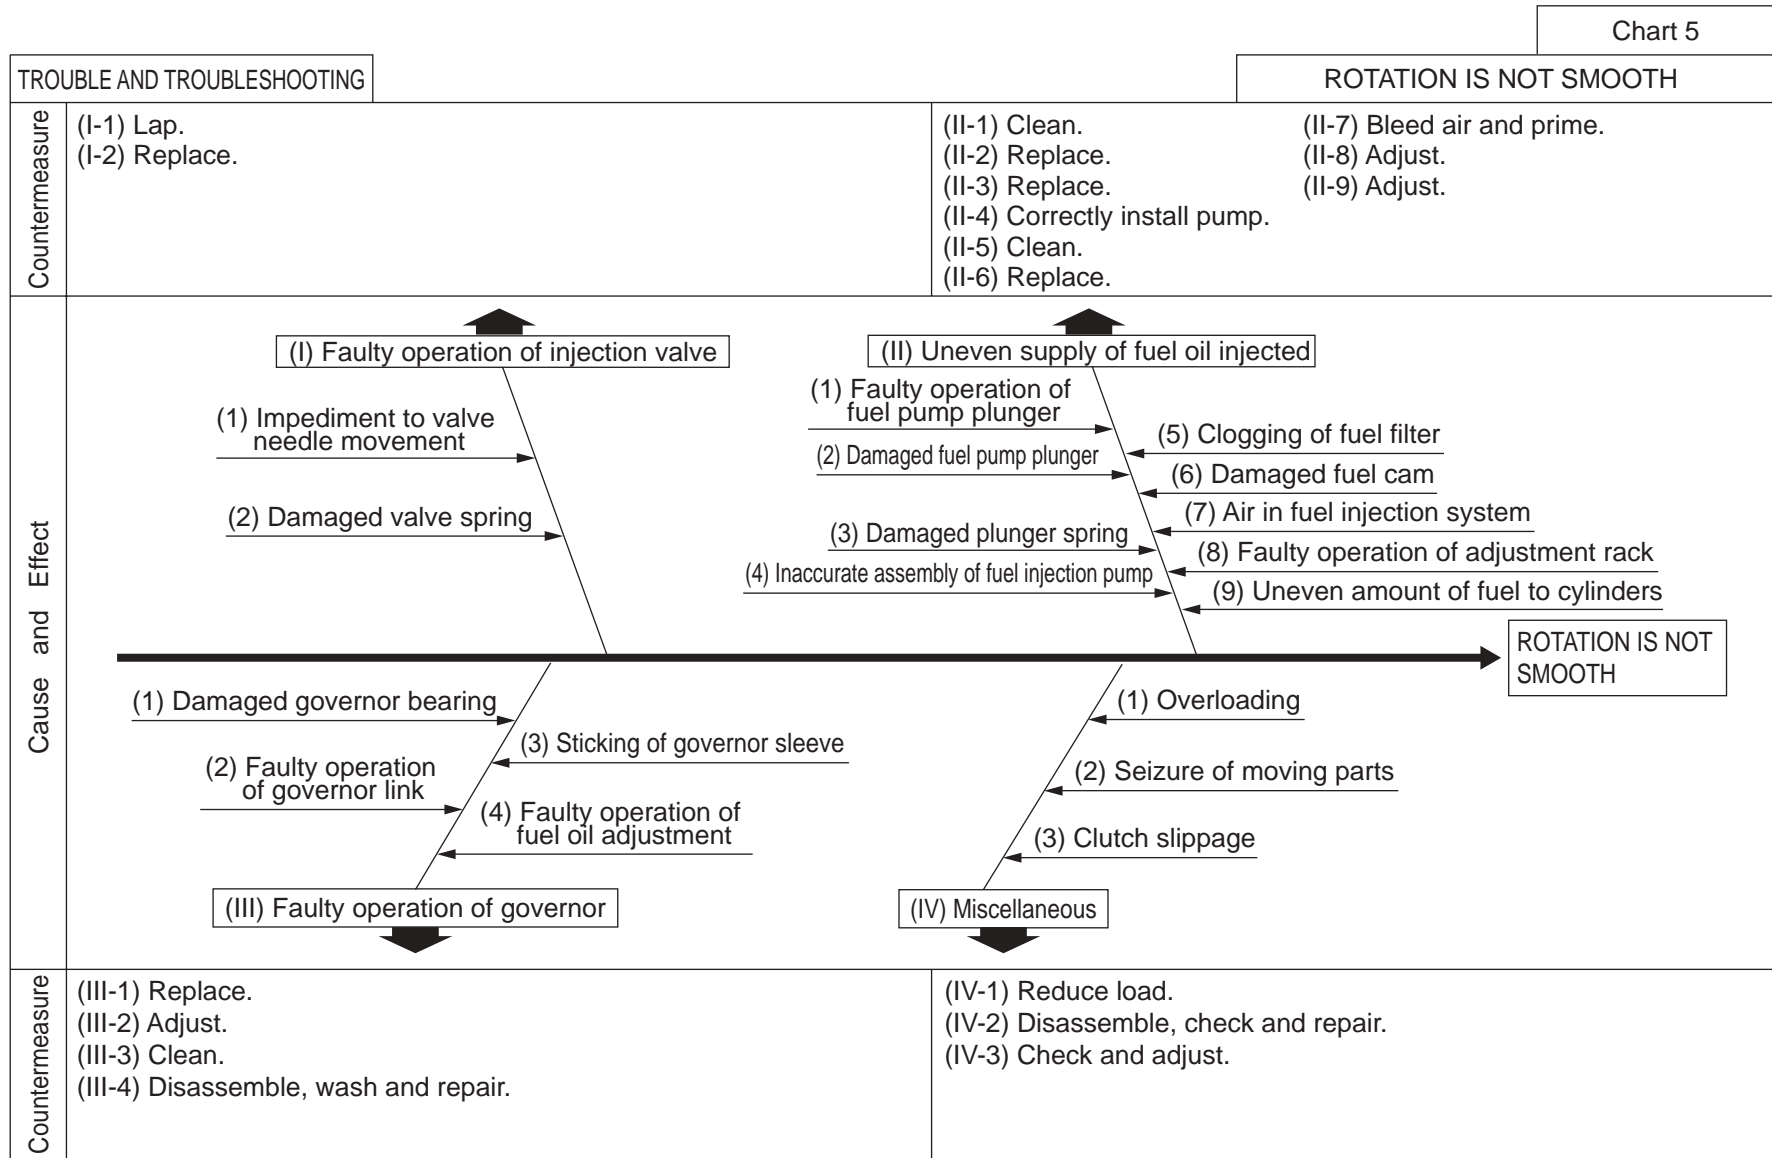 Chart 5
TROUBLE AND TROUBLESHOOTING
ROTATION IS NOT SMOOTH
Countermeasure
(I-1) Lap.
(I-2) Replace.
(II-1) Clean.
(II-2) Replace.
(II-3) Replace.
(II-4) Correctly install pump.
(II-5) Clean.
(II-6) Replace.
(II-7) Bleed air and prime.
(II-8) Adjust.
(II-9) Adjust.
Cause and Effect
(I) Faulty operation of injection valve
(1) Impediment to valve
needle movement
(2) Damaged valve spring
(II) Uneven supply of fuel oil injected
(1) Faulty operation of
fuel pump plunger
(2) Damaged fuel pump plunger
(3) Damaged plunger spring
(4) Inaccurate assembly of fuel injection pump
(5) Clogging of fuel filter
(6) Damaged fuel cam
(7) Air in fuel injection system
(8) Faulty operation of adjustment rack
(9) Uneven amount of fuel to cylinders
ROTATION IS NOT
SMOOTH
(1) Damaged governor bearing
(2) Faulty operation
of governor link
(3) Sticking of governor sleeve
(4) Faulty operation of
fuel oil adjustment
(III) Faulty operation of governor
(1) Overloading
(2) Seizure of moving parts
(3) Clutch slippage
(IV) Miscellaneous
Countermeasure
(III-1) Replace.
(III-2) Adjust.
(III-3) Clean.
(III-4) Disassemble, wash and repair.
(IV-1) Reduce load.
(IV-2) Disassemble, check and repair.
(IV-3) Check and adjust.